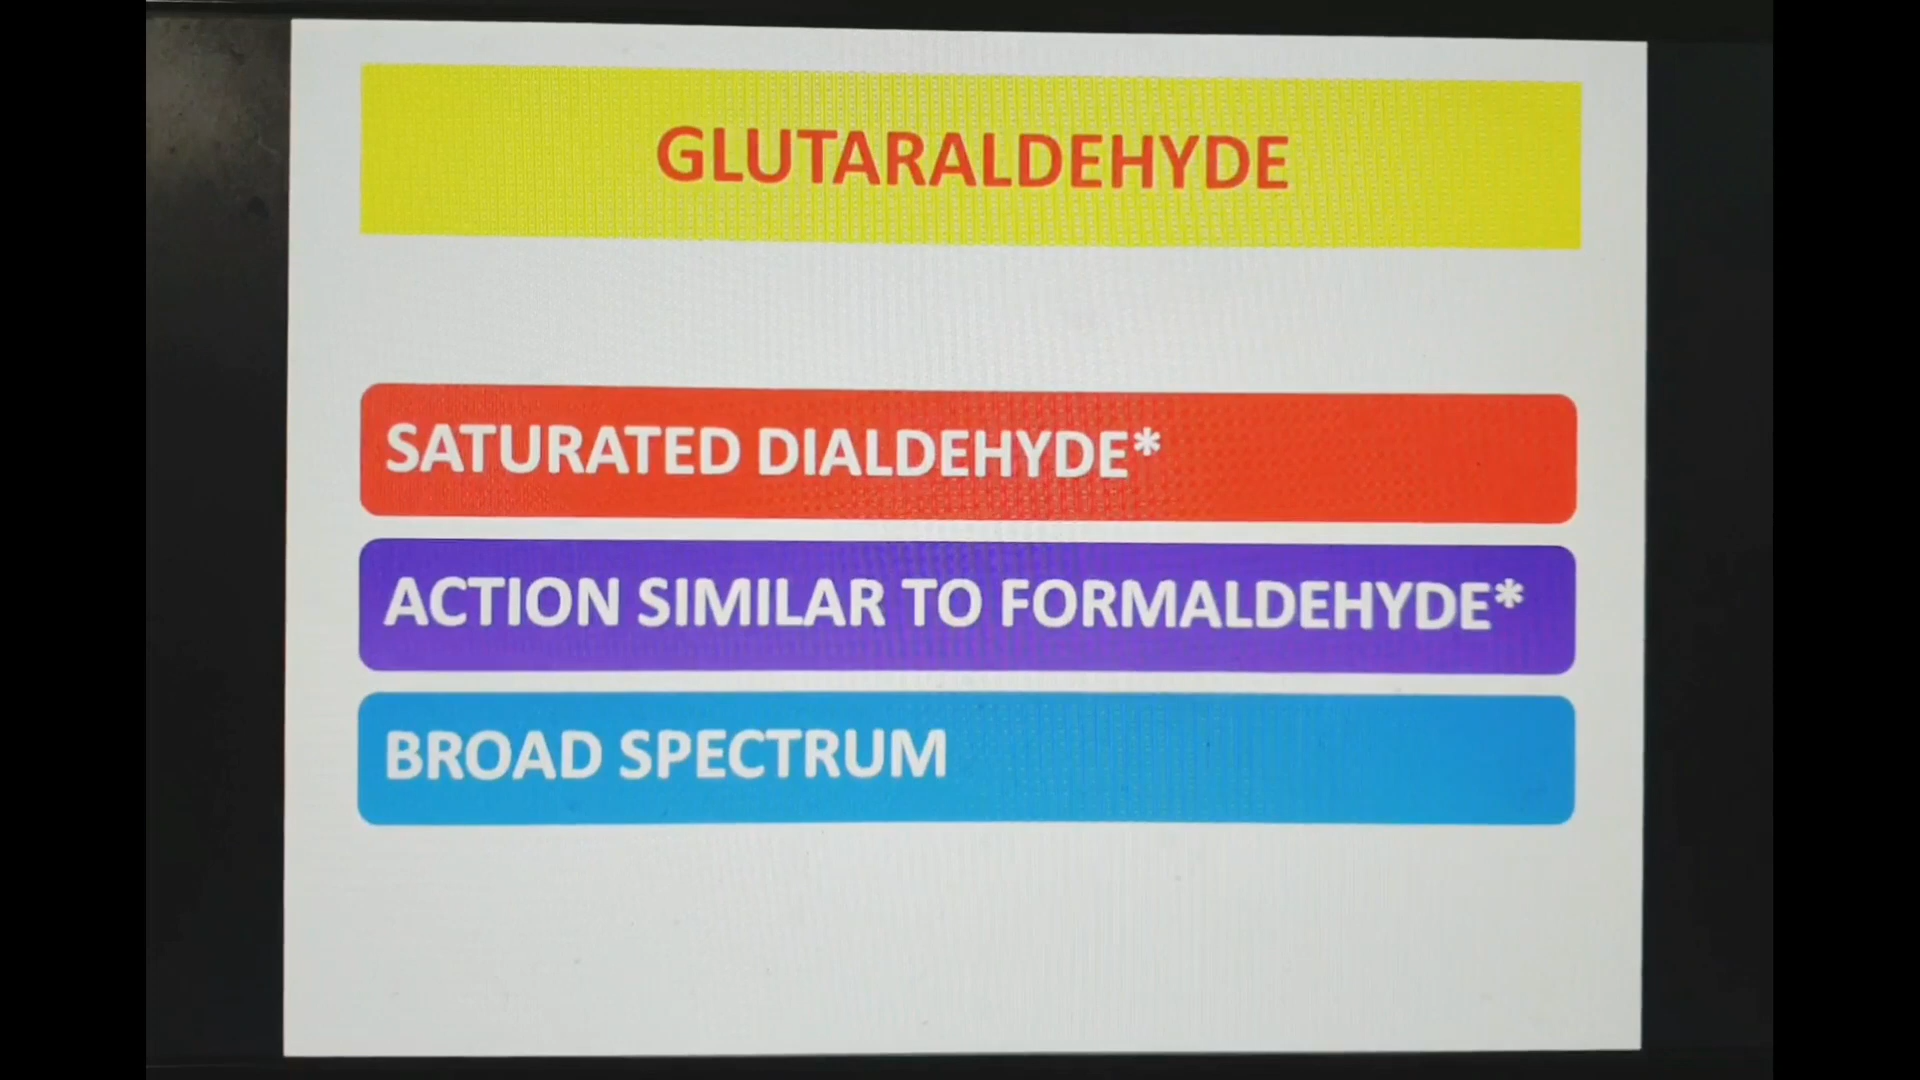 GLUTARALDEHYDE
SATURATED DIALDEHYDE*
ACTION SIMILAR TO FORMALDEHYDE*
BROAD SPECTRUM